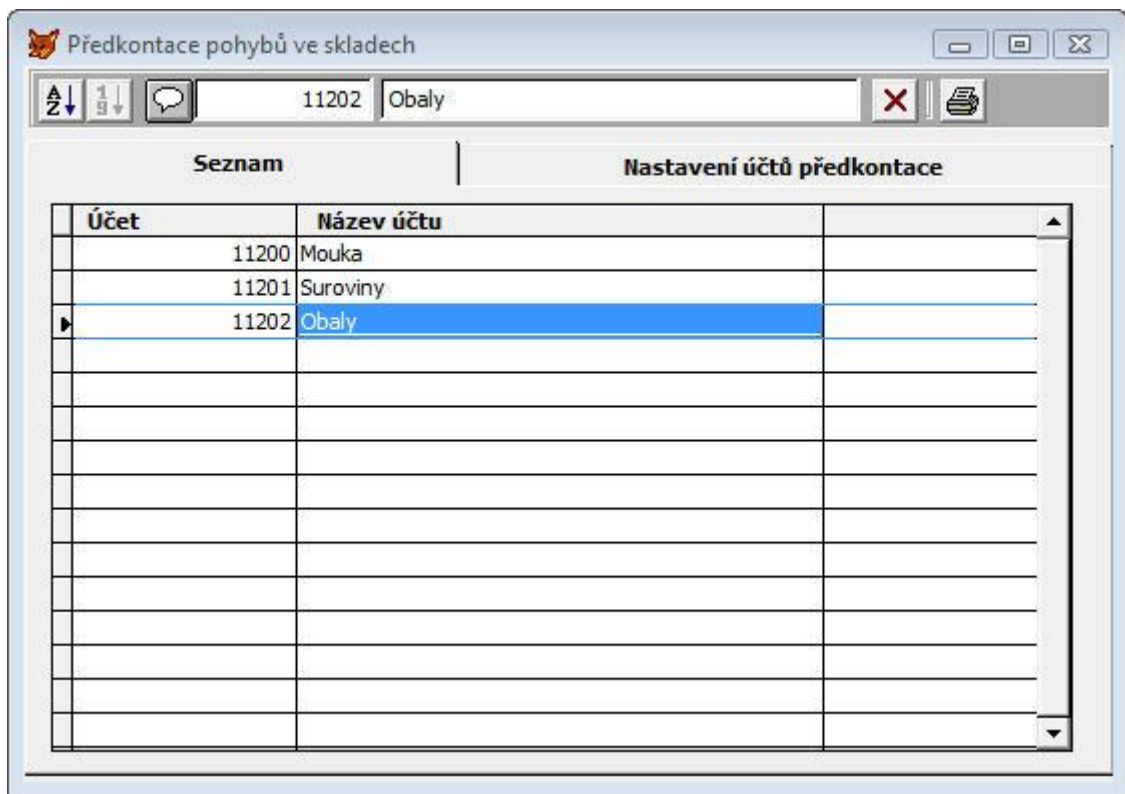 Předkontace pohybů ve skladech
11202 Obaly
Seznam Nastavení účtů předkontace
Účet Název účtu
11200 Mouka
11201 Suroviny
11202 Obaly